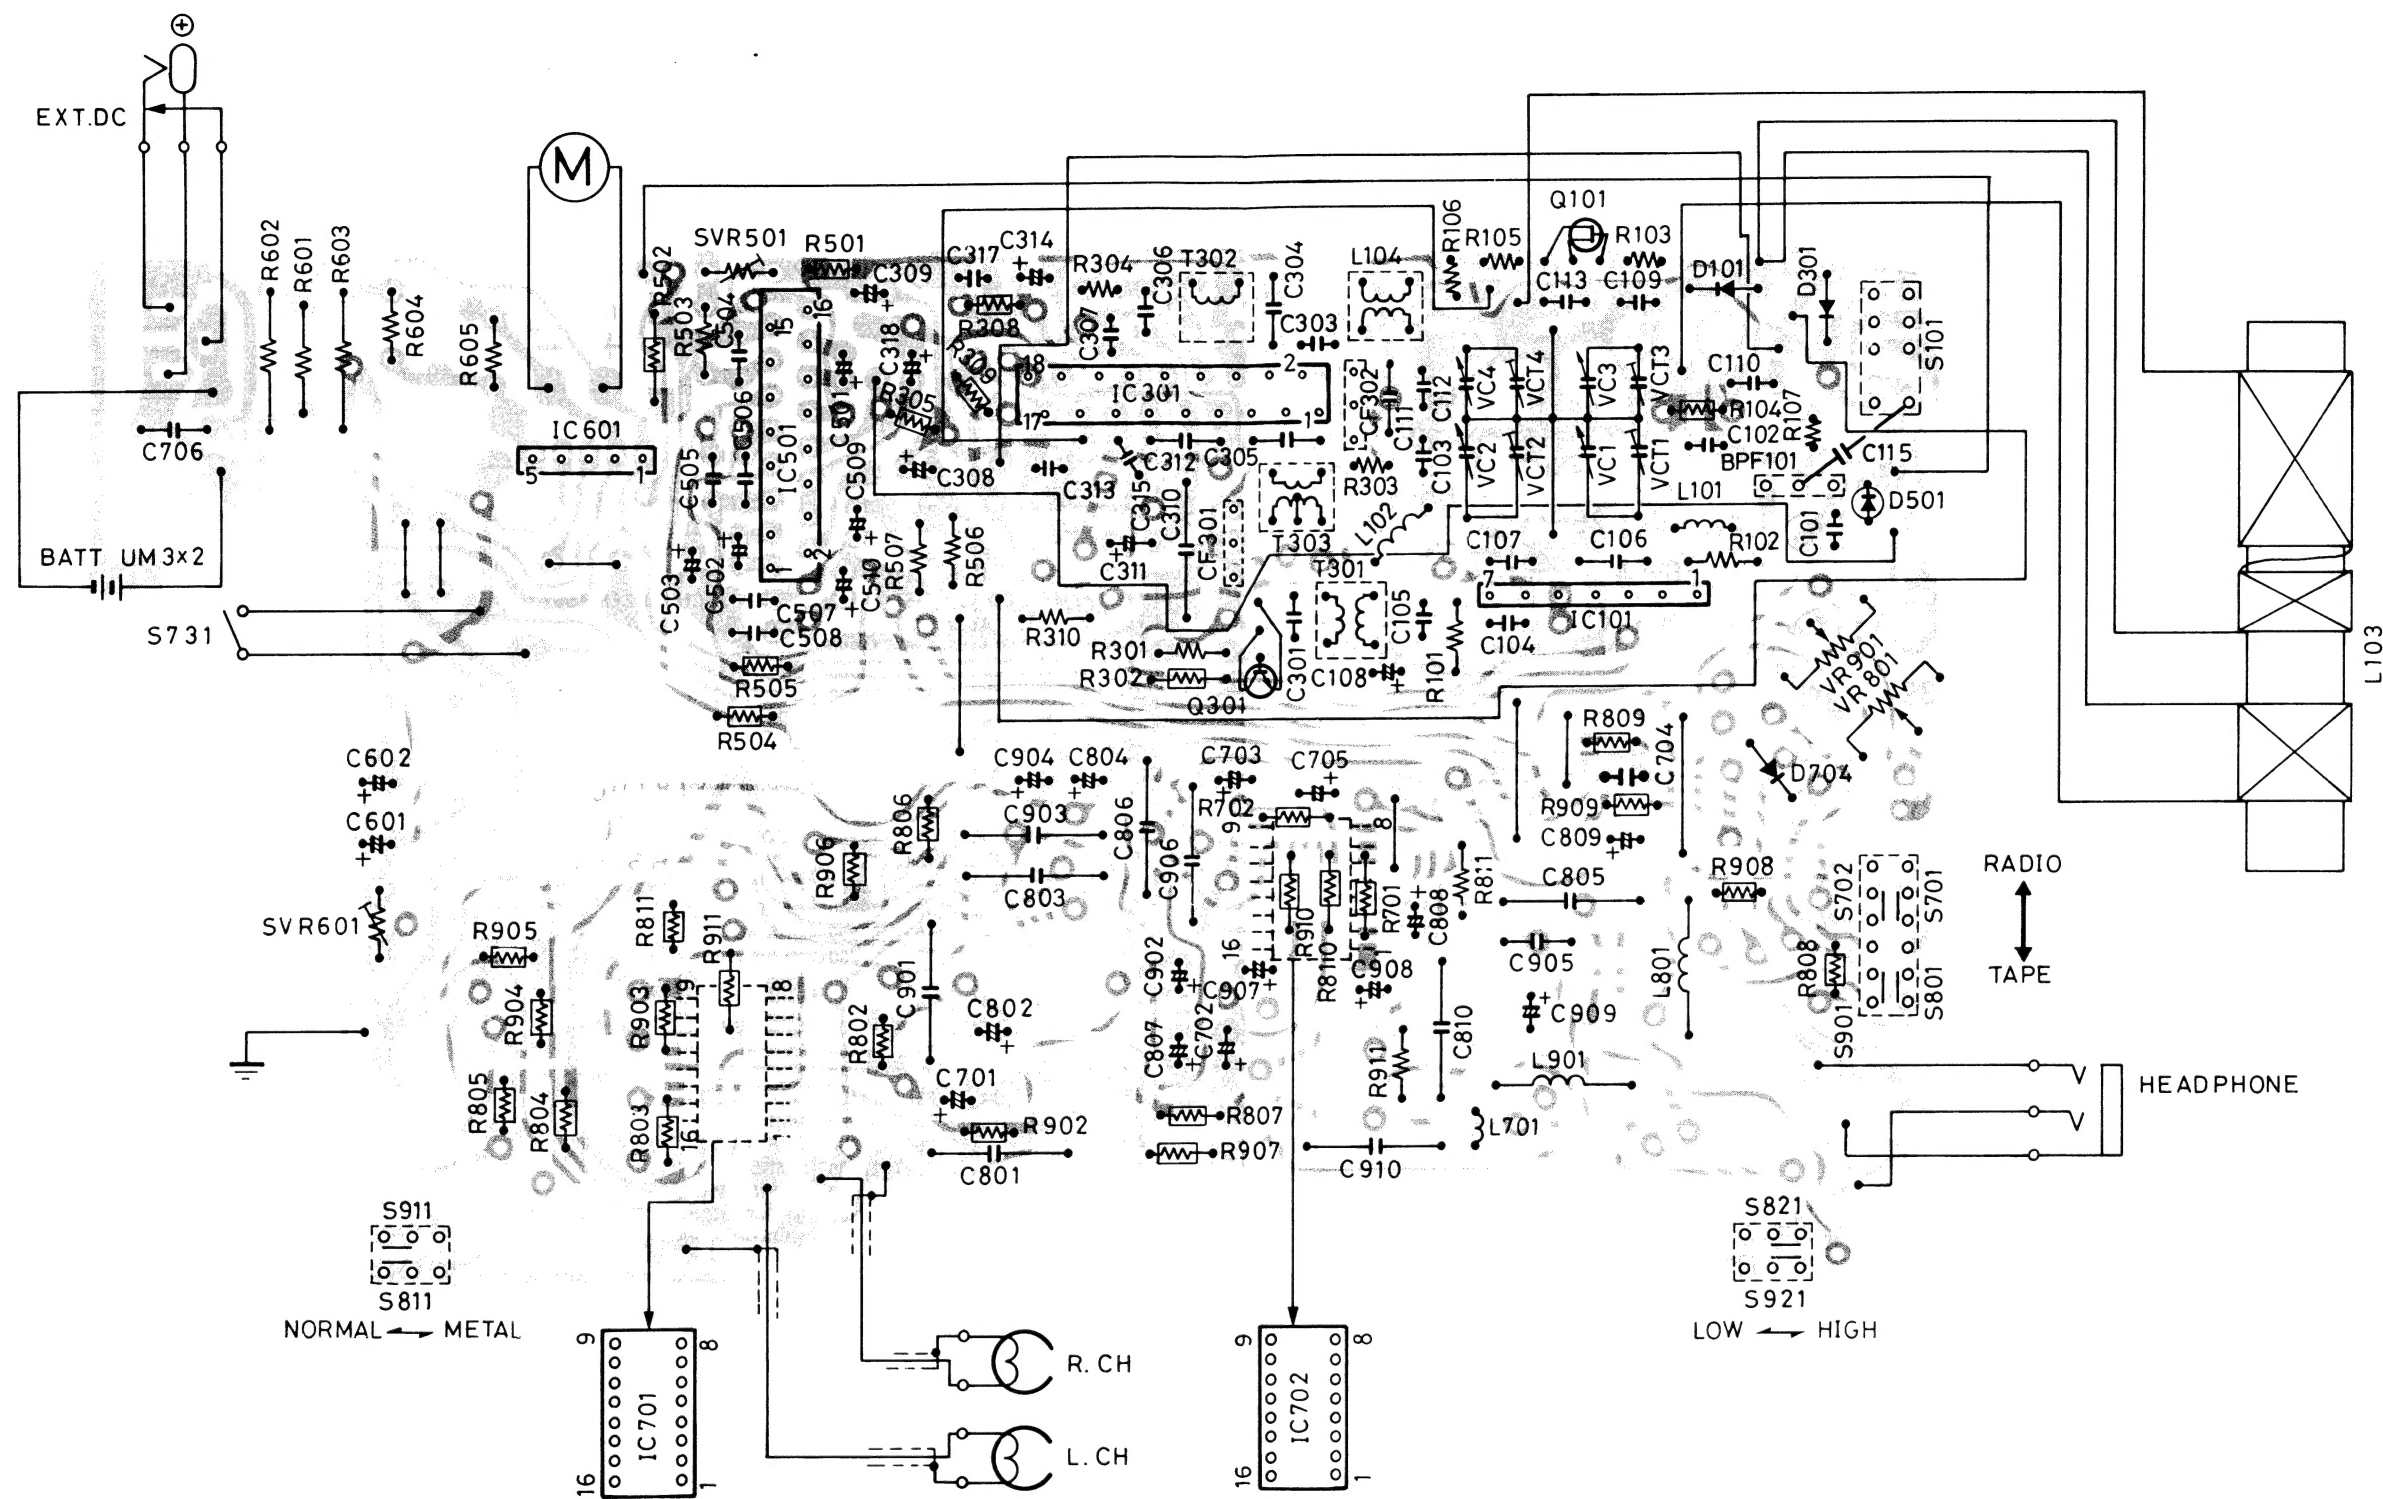 EXT.DC
M
R602
R601
R603
R604
R605
C706
BATT UM3x2
S731
IC601
5
1
SVR501
R501
R502
R503
C504
C506
C505
C503
C502
IC501
15
16
1
2
C501
C509
C510
C507
C508
R505
R504
C309
C318
R305
C308
R507
R506
C317
C314
R308
R309
R304
C307
C306
T302
C304
C303
18
2
IC301
17
1
C312
C305
C313
C315
C310
C311
CF301
T303
CF302
R303
L102
L104
R106
R105
Q101
R103
C113
C109
D101
D301
S101
C111
C112
C103
VC4
VCT4
VC3
VCT3
VC2
VCT2
VC1
VCT1
C110
R104
C102
R107
BPF101
C115
L101
D501
C101
R102
C107
C106
7
1
IC101
C104
T301
C105
R101
C108
C301
R310
R301
R302
Q301
VR901
VR801
L103
C602
C601
SVR601
R905
R904
R805
R804
R811
R911
R903
R803
9
8
16
R906
R806
R802
C901
C802
C701
R902
C801
C904
C804
C903
C803
C806
C906
C703
C705
R702
9
8
R910
R8110
R701
16
C902
C907
C908
C807
C702
R807
R907
C808
R811
C810
R911
C910
R809
C704
R909
C809
C805
C905
C909
L901
L701
L801
D704
R908
R808
S702
S701
S901
S801
RADIO
TAPE
HEADPHONE
S911
S811
NORMAL METAL
S821
S921
LOW HIGH
9
8
IC701
16
1
R.CH
L.CH
9
8
IC702
16
1